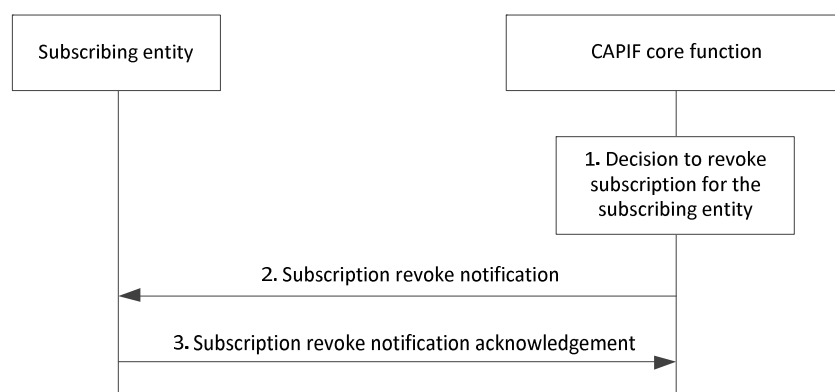 Subscribing entity
CAPIF core function
1. Decision to revoke
subscription for the
subscribing entity
2. Subscription revoke notification
3. Subscription revoke notification acknowledgement